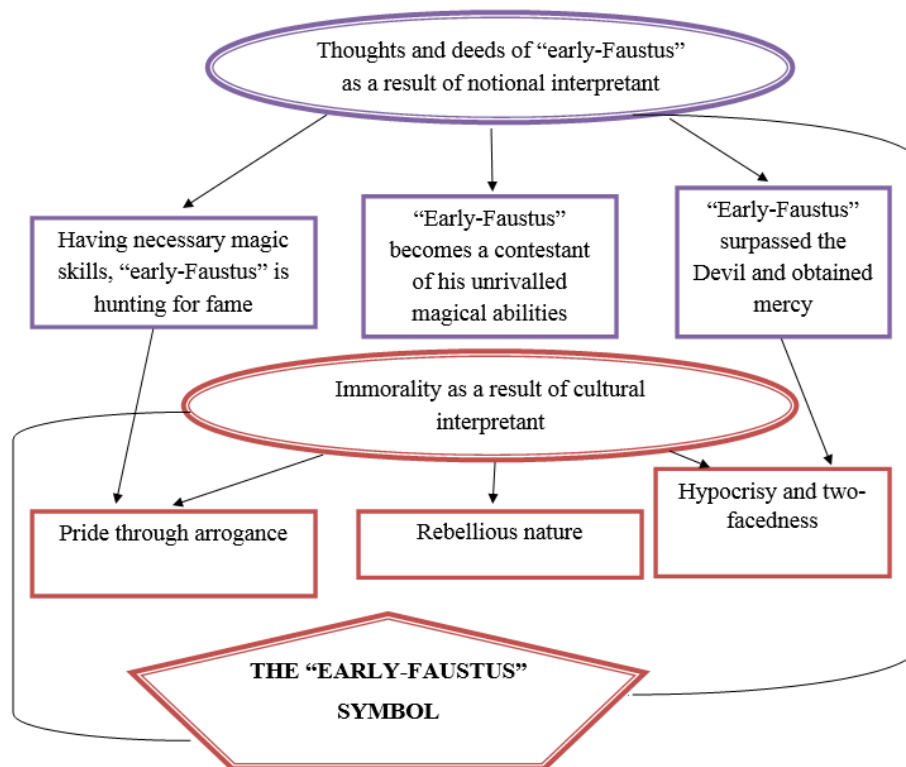 Thoughts and deeds of “early-Faustus”
as a result of notional interpretant
Having necessary magic
skills, “early-Faustus” is
hunting for fame
“Early-Faustus”
becomes a contestant
of his unrivalled
magical abilities
“Early-Faustus”
surpassed the
Devil and obtained
mercy
Immorality as a result of cultural
interpretant
Pride through arrogance
Rebellious nature
Hypocrisy and two-
facedness
THE “EARLY-FAUSTUS”
SYMBOL